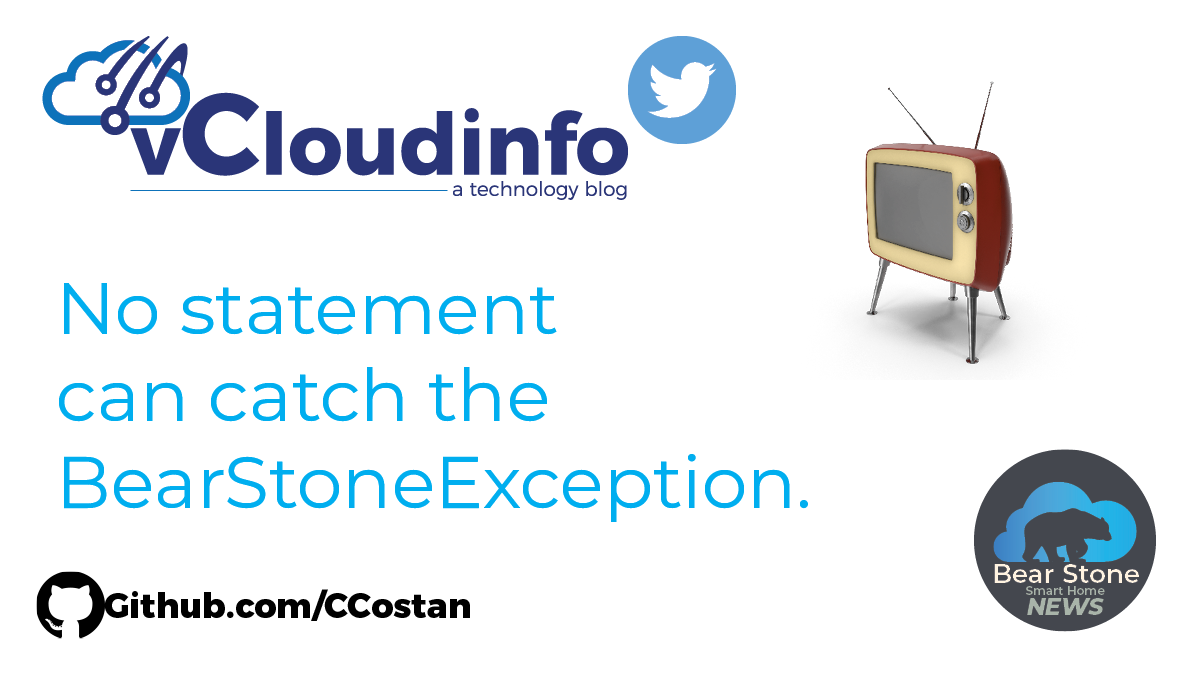 vCloudinfo
a technology blog
No statement
can catch the
BearStoneException.
Github.com/CCostan
Bear Stone
Smart Home
NEWS